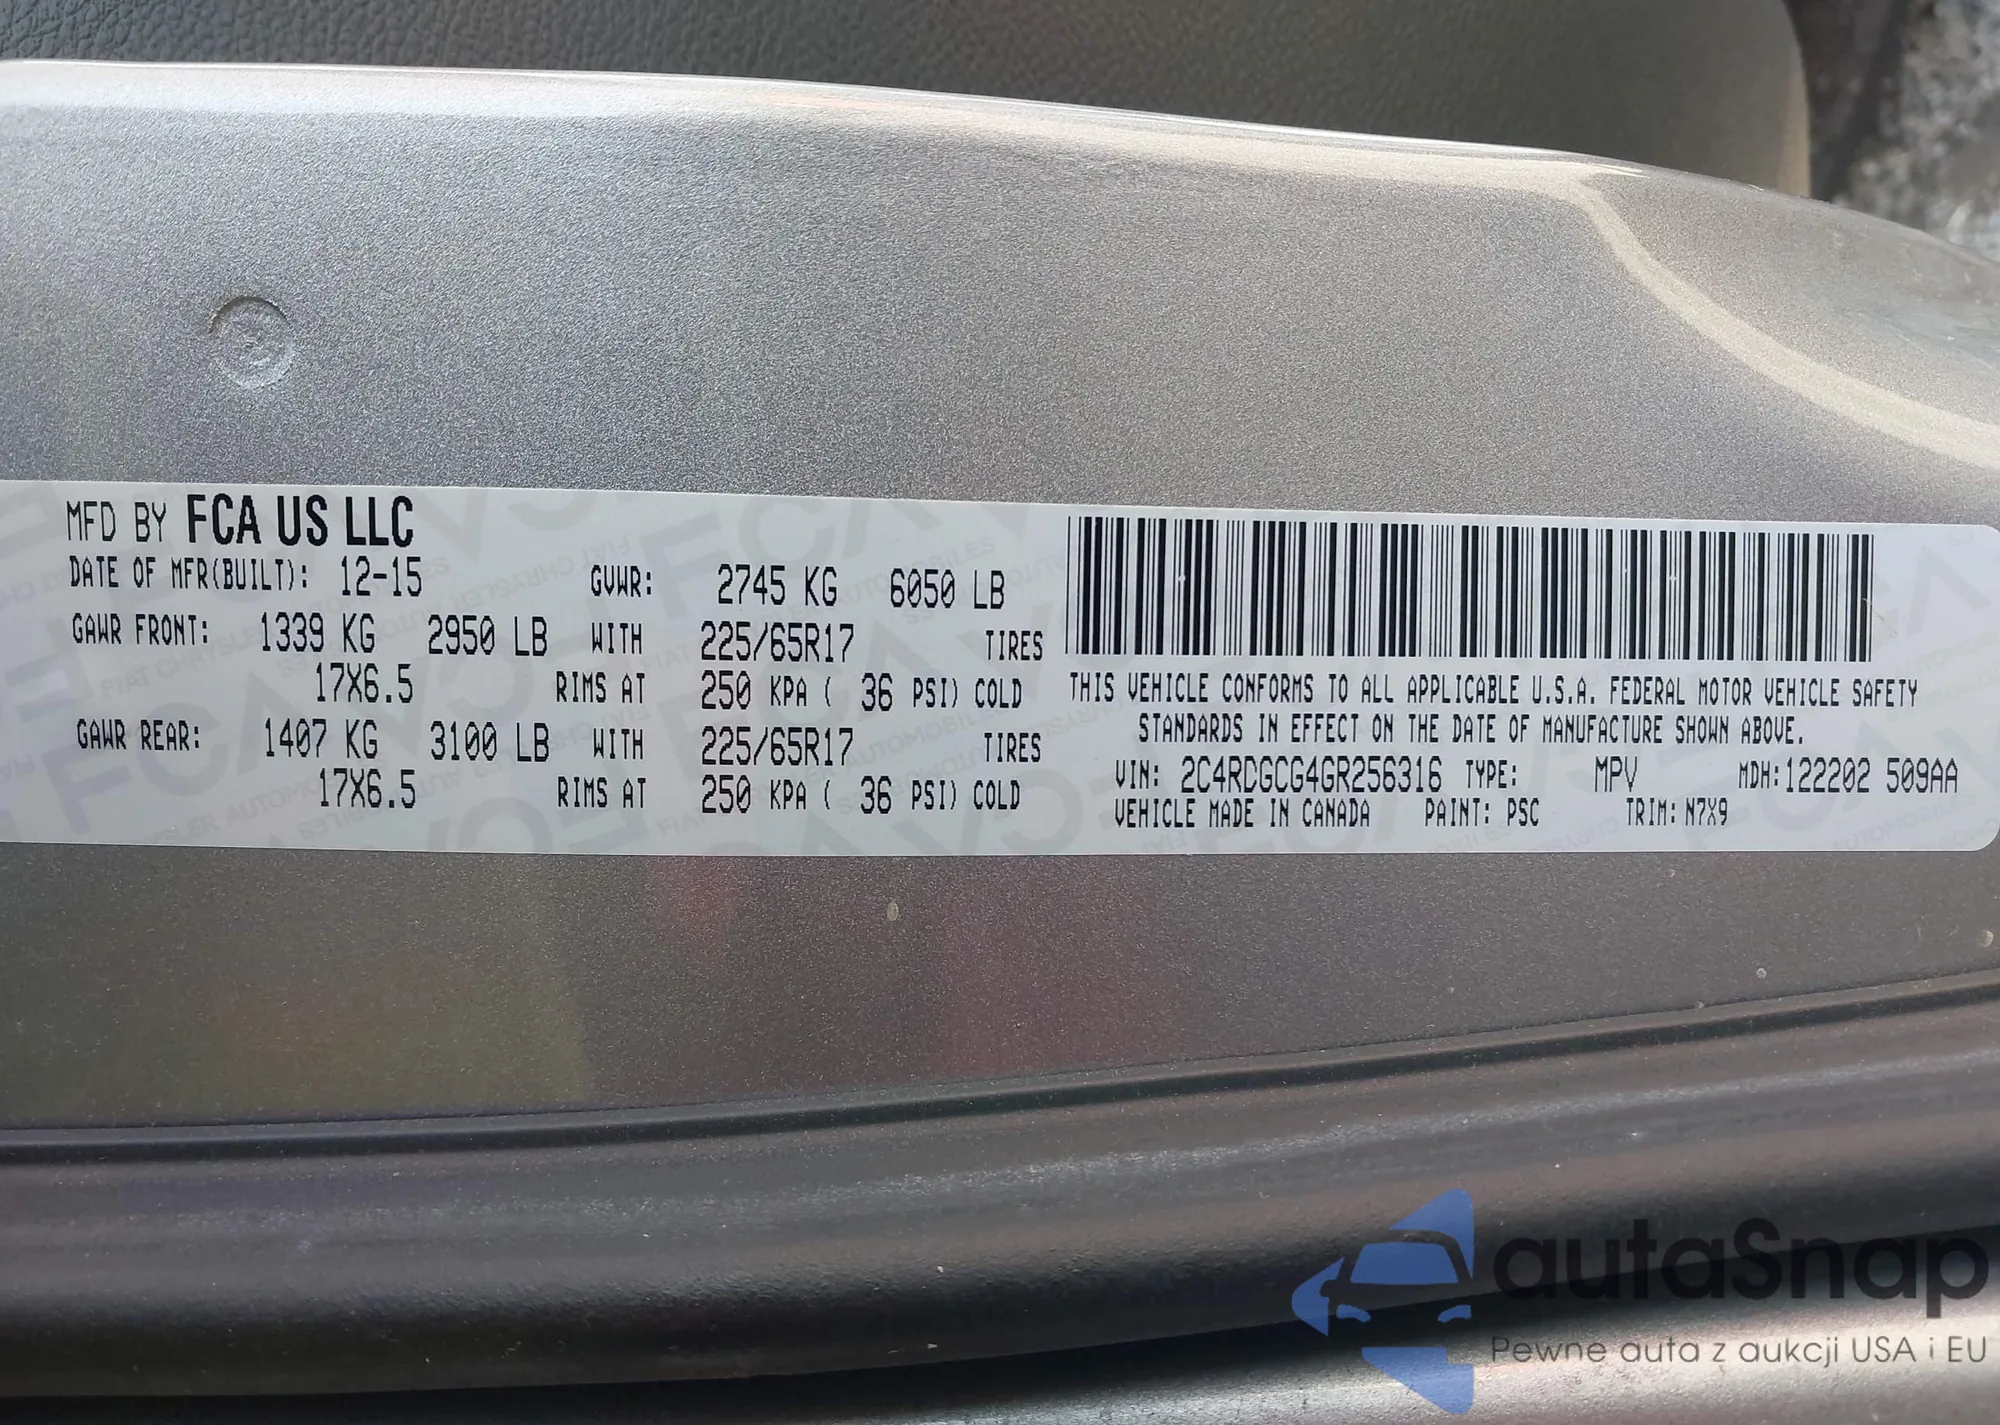 MFD BY FCA US LLC
DATE OF MFR(BUILT): 12-15 GVWR: 2745 KG 6050 LB
GAWR FRONT: 1339 KG 2950 LB WITH 225/65R17 TIRES
17X6.5 RIMS AT 250 KPA ( 36 PSI) COLD
GAWR REAR: 1407 KG 3100 LB WITH 225/65R17 TIRES
17X6.5 RIMS AT 250 KPA ( 36 PSI) COLD
THIS VEHICLE CONFORMS TO ALL APPLICABLE U.S.A. FEDERAL MOTOR VEHICLE SAFETY
STANDARDS IN EFFECT ON THE DATE OF MANUFACTURE SHOWN ABOVE.
VIN: 2C4RDGCG4GR256316 TYPE: MPV MDH:122202 509AA
VEHICLE MADE IN CANADA PAINT: PSC TRIM: N7X9
autaSnap
Pewne auta z aukcji USA i EU